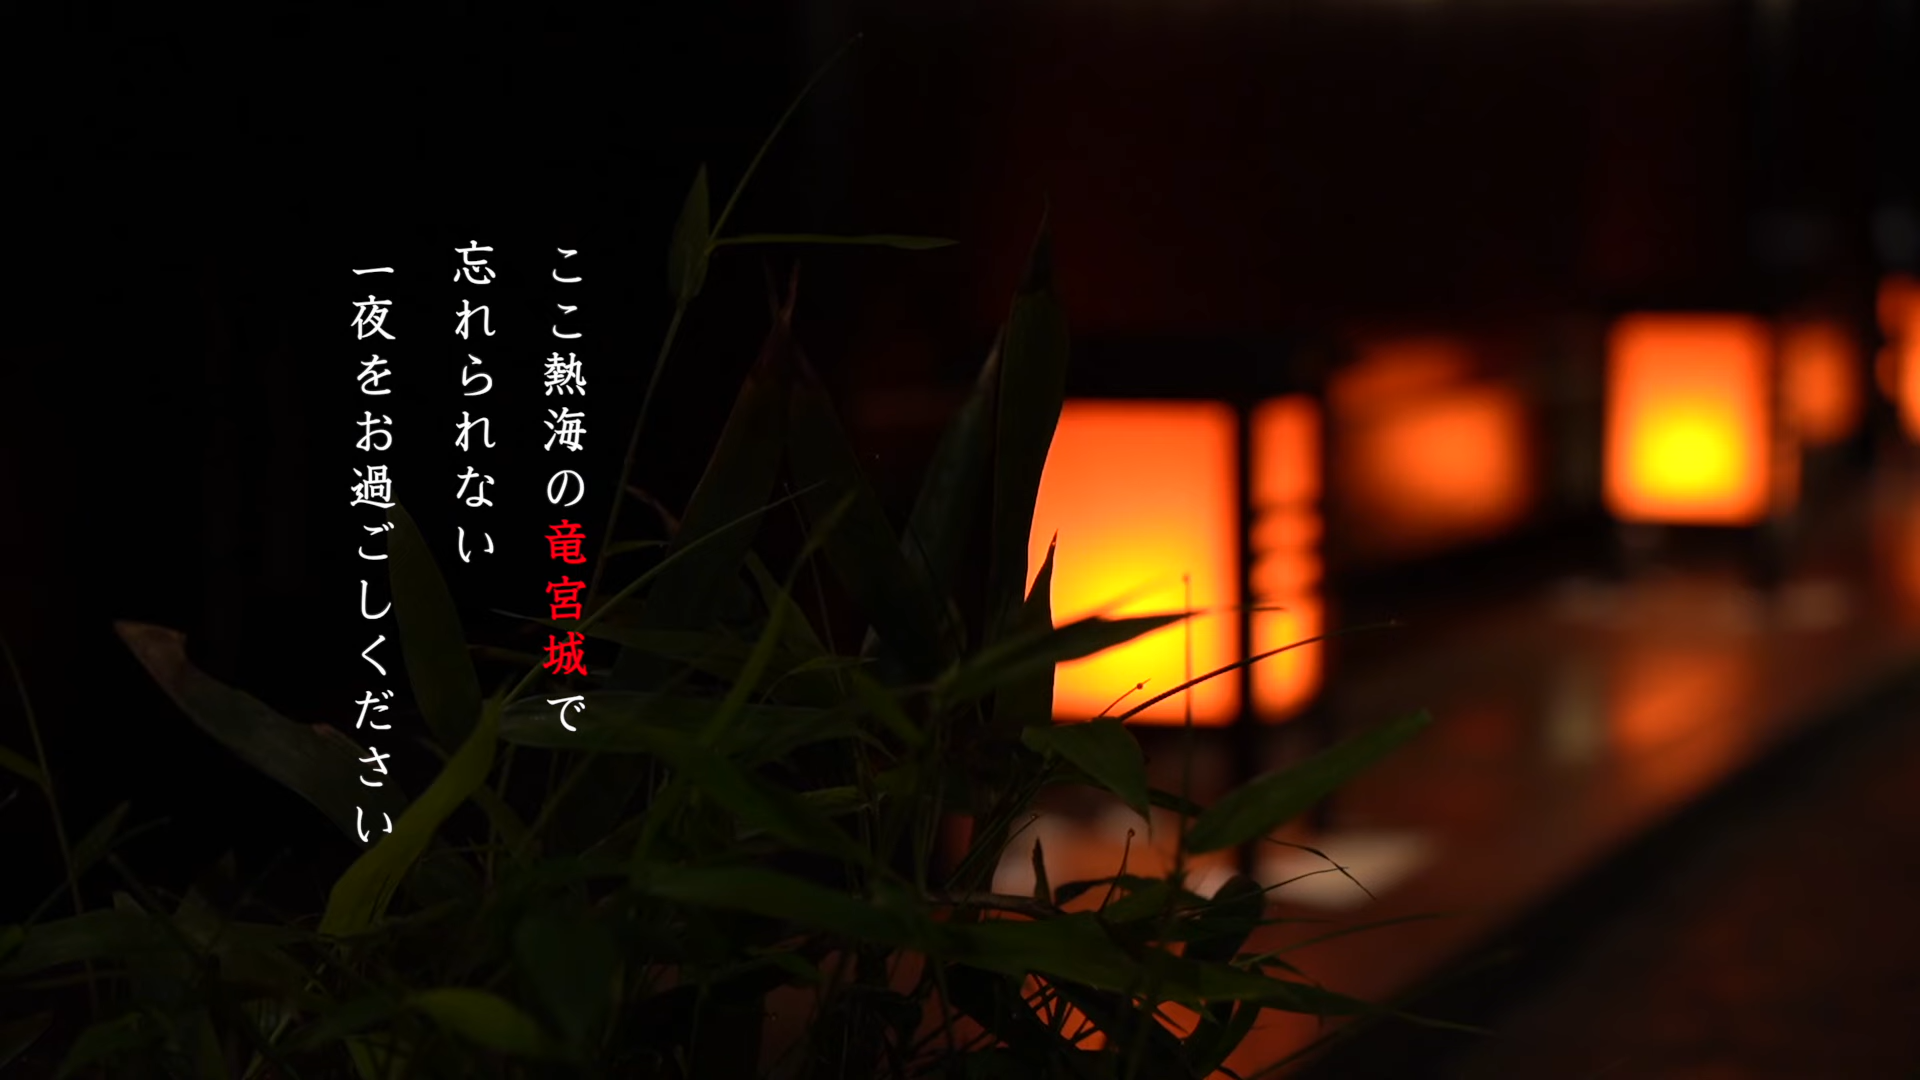 ここ熱海の竜宮城で
忘れられない
一夜をお過ごしください